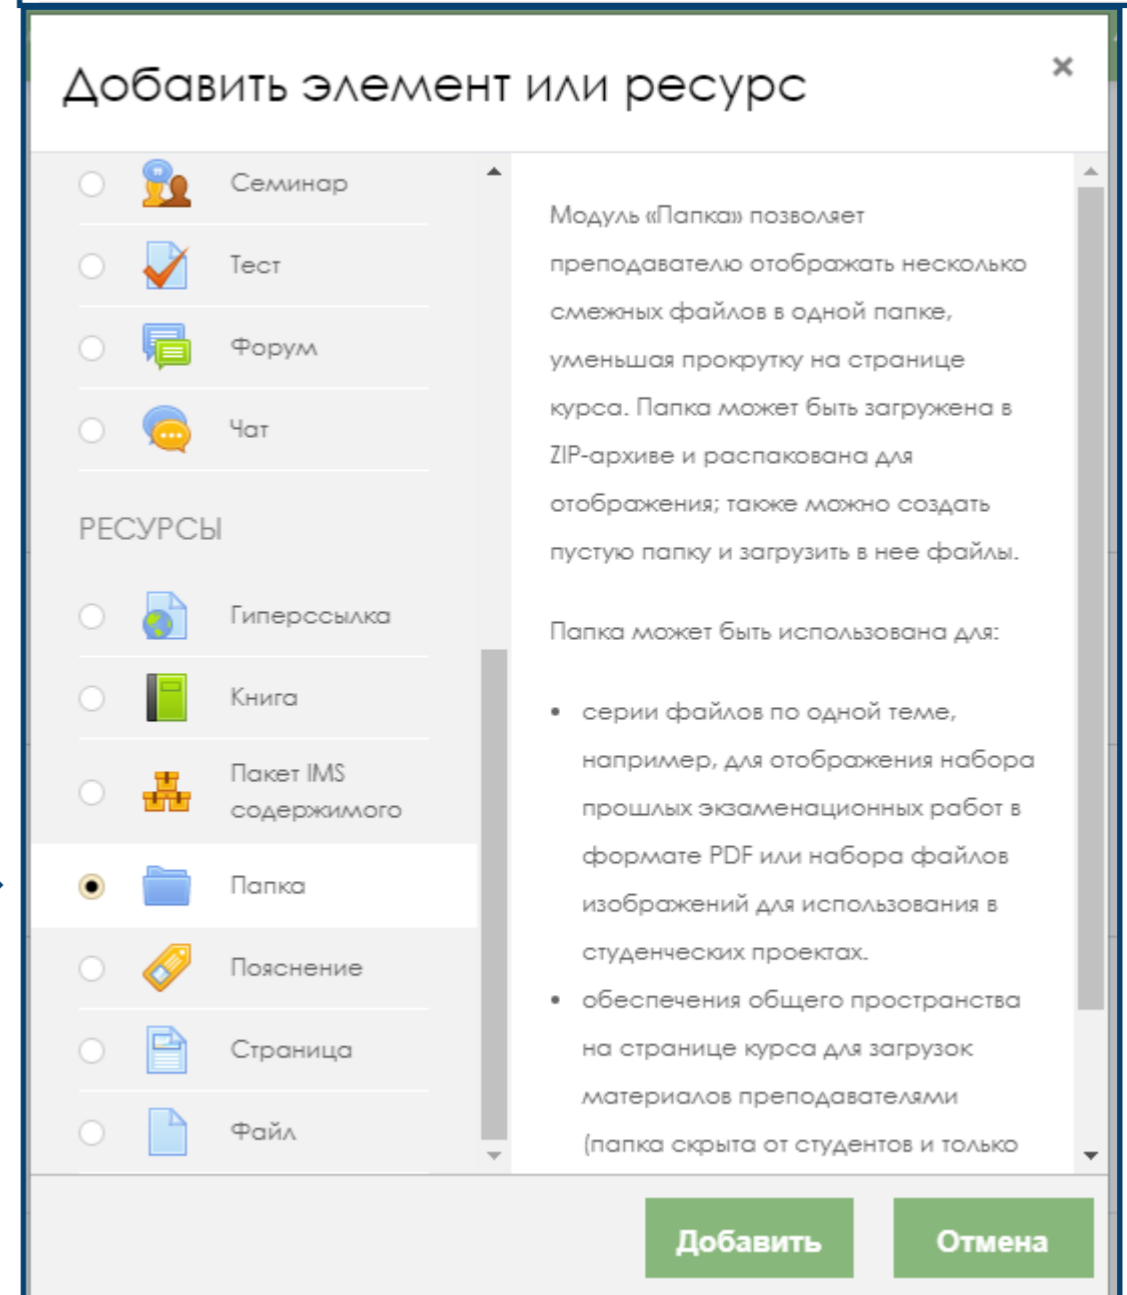 Добавить элемент или ресурс
×
Семинар
Тест
Форум
Чат
РЕСУРСЫ
Гиперссылка
Книга
Пакет IMS
содержимого
Папка
Пояснение
Страница
Файл
Модуль «Папка» позволяет
преподавателю отображать несколько
смежных файлов в одной папке,
уменьшая прокрутку на странице
курса. Папка может быть загружена в
ZIP-архиве и распакована для
отображения; также можно создать
пустую папку и загрузить в нее файлы.
Папка может быть использована для:
• серии файлов по одной теме,
например, для отображения набора
прошлых экзаменационных работ в
формате PDF или набора файлов
изображений для использования в
студенческих проектах.
• обеспечения общего пространства
на странице курса для загрузок
материалов преподавателями
(папка скрыта от студентов и только
Добавить
Отмена